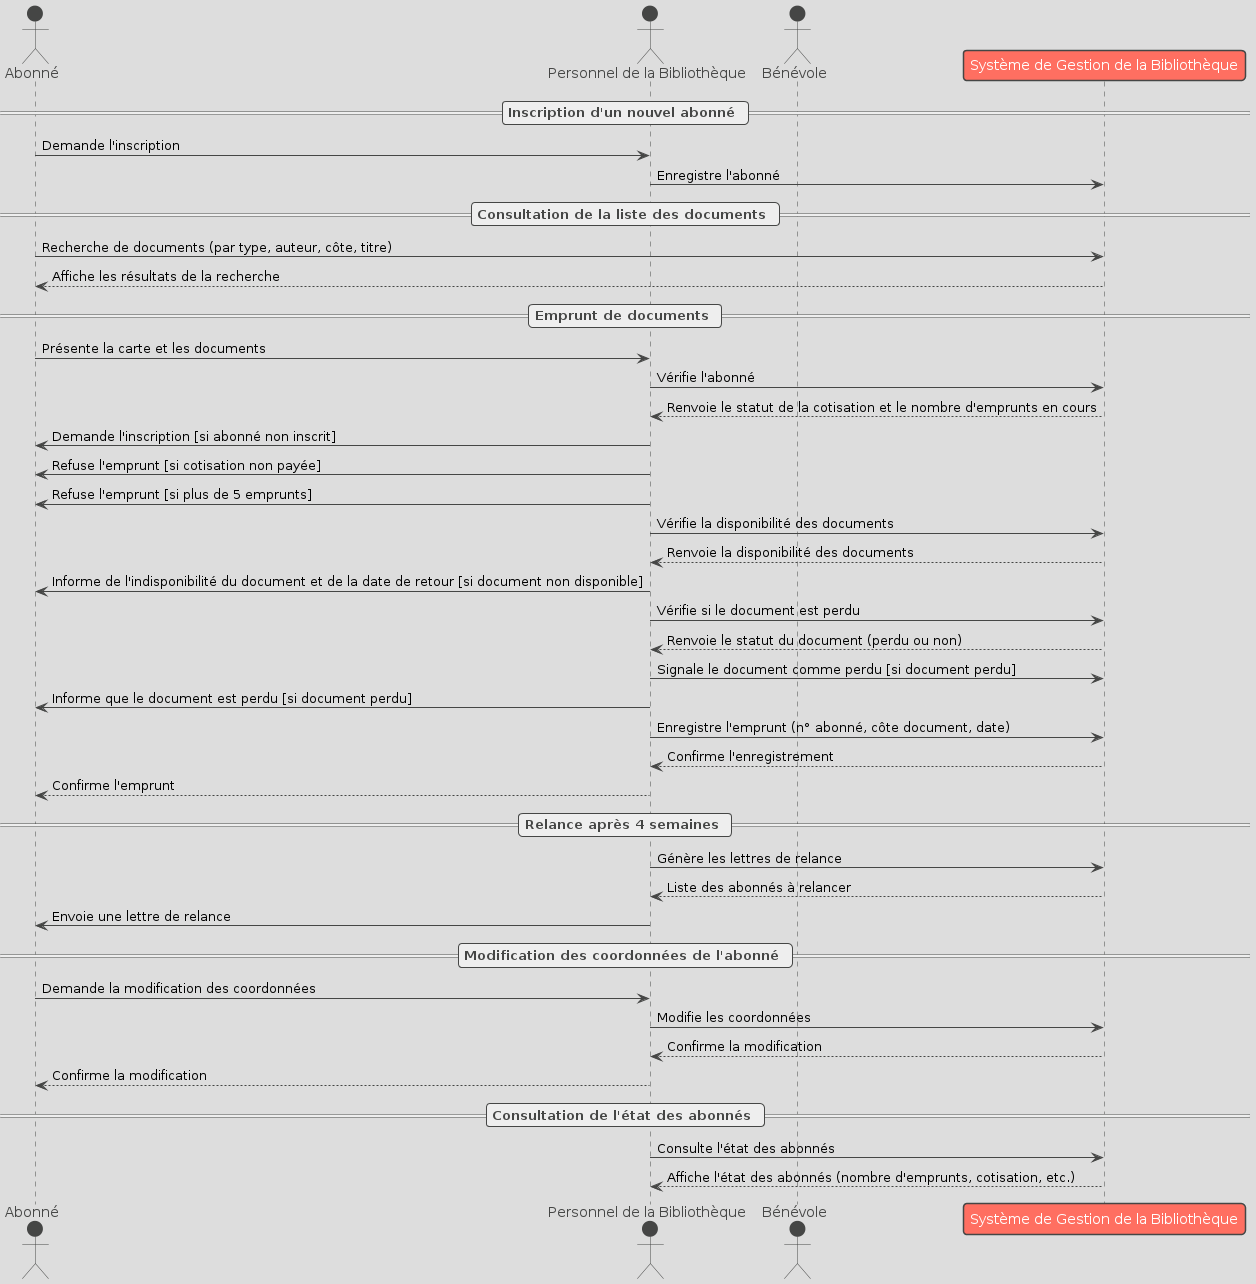 Abonné
Personnel de la Bibliothèque
Bénévole
Système de Gestion de la Bibliothèque
Inscription d'un nouvel abonné
Demande l'inscription
Enregistre l'abonné
Consultation de la liste des documents
Recherche de documents (par type, auteur, côte, titre)
Affiche les résultats de la recherche
Emprunt de documents
Présente la carte et les documents
Vérifie l'abonné
Renvoie le statut de la cotisation et le nombre d'emprunts en cours
Demande l'inscription [si abonné non inscrit]
Refuse l'emprunt [si cotisation non payée]
Refuse l'emprunt [si plus de 5 emprunts]
Vérifie la disponibilité des documents
Renvoie la disponibilité des documents
Informe de l'indisponibilité du document et de la date de retour [si document non disponible]
Vérifie si le document est perdu
Renvoie le statut du document (perdu ou non)
Signale le document comme perdu [si document perdu]
Informe que le document est perdu [si document perdu]
Enregistre l'emprunt (n° abonné, côte document, date)
Confirme l'enregistrement
Confirme l'emprunt
Relance après 4 semaines
Génère les lettres de relance
Liste des abonnés à relancer
Envoie une lettre de relance
Modification des coordonnées de l'abonné
Demande la modification des coordonnées
Modifie les coordonnées
Confirme la modification
Confirme la modification
Consultation de l'état des abonnés
Consulte l'état des abonnés
Affiche l'état des abonnés (nombre d'emprunts, cotisation, etc.)
Abonné
Personnel de la Bibliothèque
Bénévole
Système de Gestion de la Bibliothèque